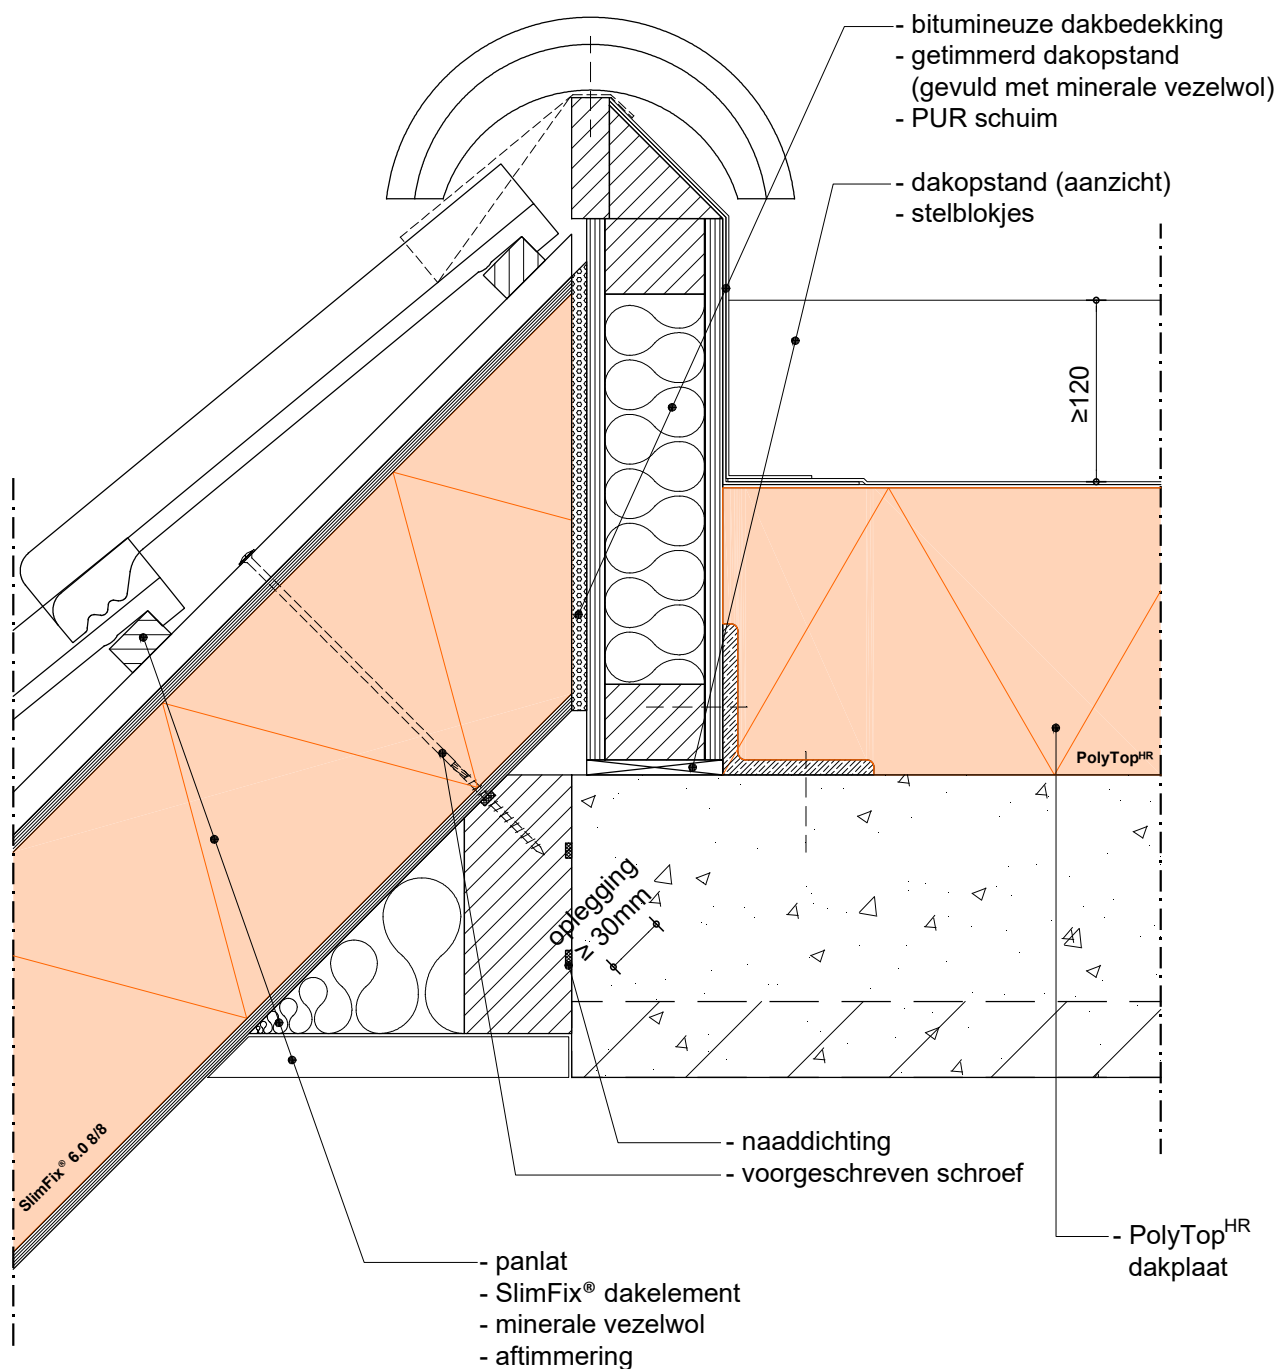 - bitumineuze dakbedekking
- getimmerd dakopstand
(gevuld met minerale vezelwol)
- PUR schuim
- dakopstand (aanzicht)
- stelblokjes
≥120
PolyTopHR
oplegging
≥ 30mm
SlimFix® 6.0 8/8
- naaddichting
- voorgeschreven schroef
- PolyTopHR
dakplaat
- panlat
- SlimFix® dakelement
- minerale vezelwol
- aftimmering